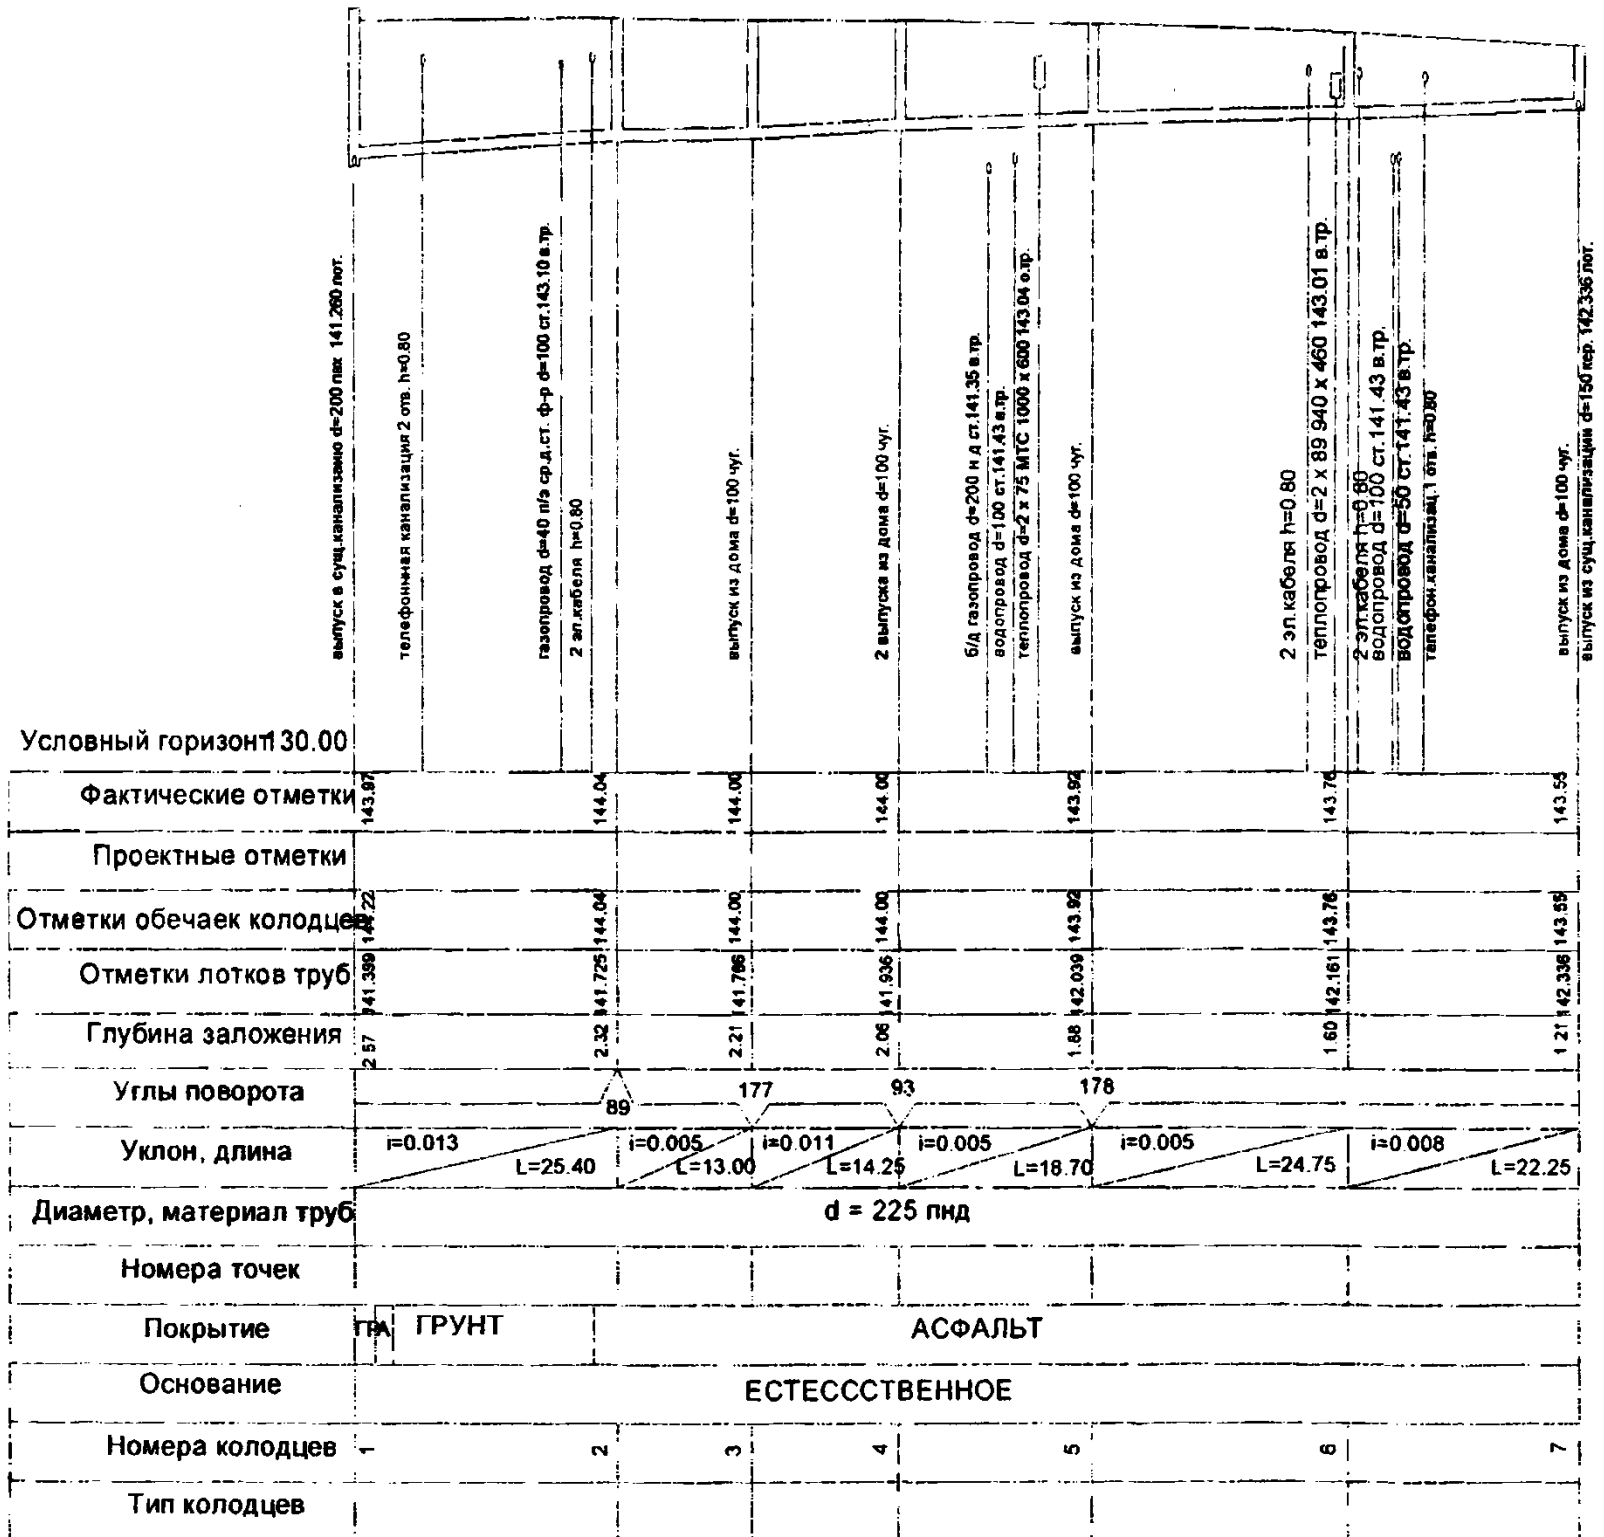 выпуск в сущ.канализацию d=200 пвх 141.260 лот.
телефонная канализация 2 отв. h=0.80
газопровод d=40 п/э ср.д.ст. ф-р d=100 ст.143.10 в.тр.
2 эл.кабеля h=0.80
выпуск из дома d=100 чуг.
2 выпуска из дома d=100 чуг.
б/д газопровод d=200 н д ст.141.35 в.тр.
водопровод d=100 ст.141.43 в.тр.
теплопровод d=2 х 75 МТС 1000 х 600 143.04 о.тр.
выпуск из дома d=100 чуг.
2 эл.кабеля h=0.80
теплопровод d=2 х 89 940 х 460 143.01 в.тр.
2 эл.кабеля h=0.80
водопровод d=100 ст.141.43 в.тр.
водопровод d=50 ст.141.43 в.тр.
телефон.канализац.1 отв. h=0.80
выпуск из дома d=100 чуг.
выпуск из сущ.канализации d=150 кер. 142.336 лот.
Условный горизонт 130.00
Фактические отметки 143.97 144.04 144.00 144.00 143.92 143.76 143.55
Проектные отметки
Отметки обечаек колодцев 144.22 144.04 144.00 144.00 143.92 143.76 143.55
Отметки лотков труб 141.399 141.725 141.786 141.936 142.039 142.161 142.336
Глубина заложения 2.57 2.32 2.21 2.06 1.88 1.60 1.21
Углы поворота 89 177 93 178
Уклон, длина i=0.013 L=25.40 i=0.005 L=13.00 i=0.011 L=14.25 i=0.005 L=18.70 i=0.005 L=24.75 i=0.008 L=22.25
Диаметр, материал труб d = 225 пнд
Номера точек
Покрытие ГРУНТ АСФАЛЬТ
Основание ЕСТЕСССТВЕННОЕ
Номера колодцев 1 2 3 4 5 6 7
Тип колодцев